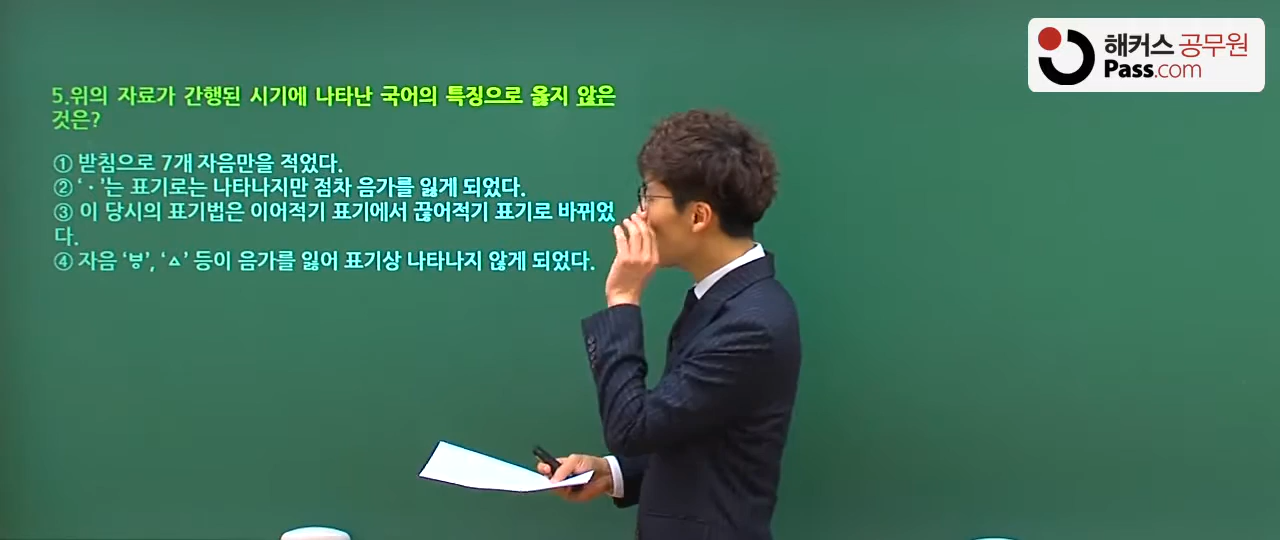 해커스 공무원
Pass.com
5.위의 자료가 간행된 시기에 나타난 국어의 특징으로 옳지 않은
것은?
① 받침으로 7개 자음만을 적었다.
② ‘ㆍ’는 표기로는 나타나지만 점차 음가를 잃게 되었다.
③ 이 당시의 표기법은 이어적기 표기에서 끊어적기 표기로 바뀌었
다.
④ 자음 ‘ㅸ’, ‘ㅿ’ 등이 음가를 잃어 표기상 나타나지 않게 되었다.